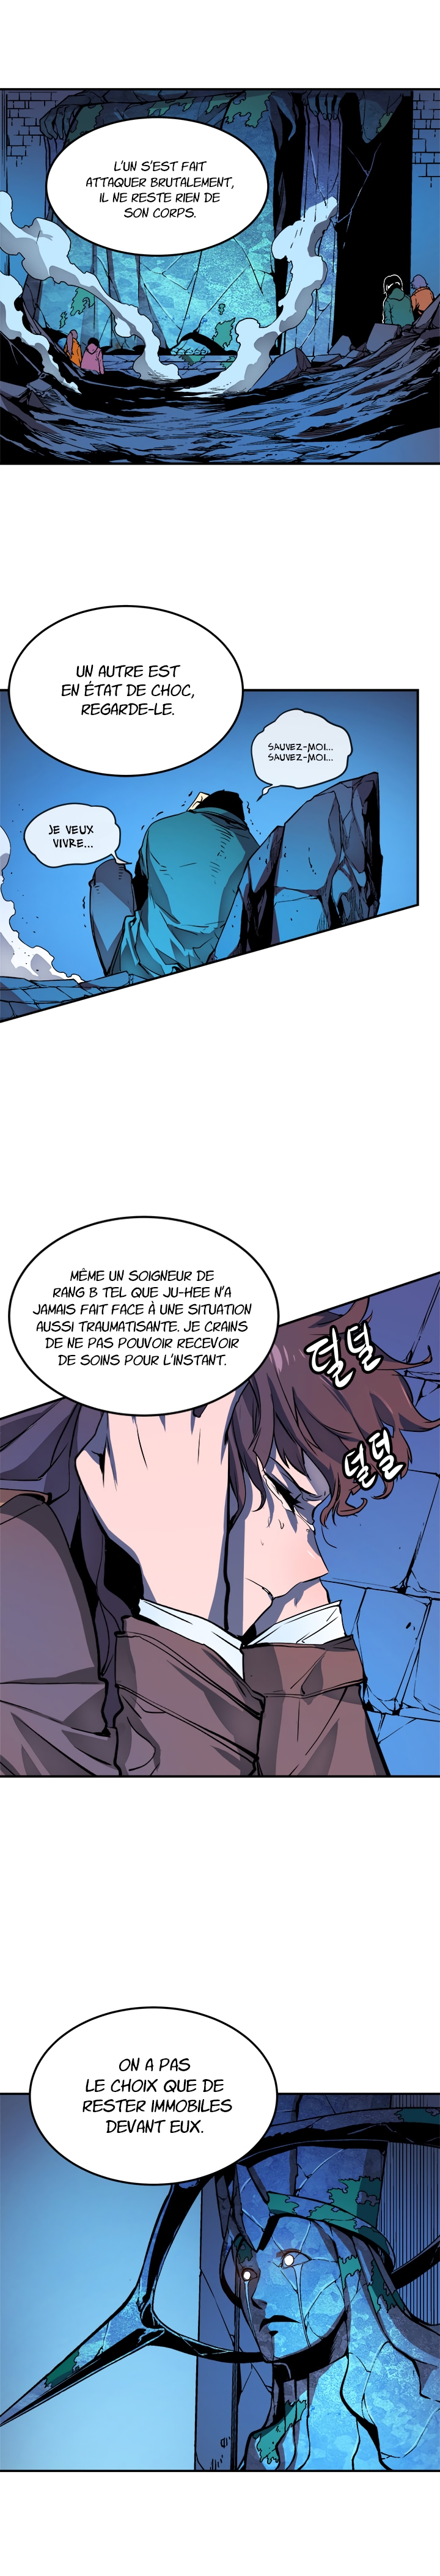 L'UN S'EST FAIT
ATTAQUER BRUTALEMENT,
IL NE RESTE RIEN DE
SON CORPS.
UN AUTRE EST
EN ÉTAT DE CHOC,
REGARDE-LE.
SAUVEZ-MOI...
SAUVEZ-MOI...
JE VEUX
VIVRE...
MÊME UN SOIGNEUR DE
RANG B TEL QUE JU-HEE N'A
JAMAIS FAIT FACE À UNE SITUATION
AUSSI TRAUMATISANTE. JE CRAINS
DE NE PAS POUVOIR RECEVOIR
DE SOINS POUR L'INSTANT.
덜덜
덜덜
ON A PAS
LE CHOIX QUE DE
RESTER IMMOBILES
DEVANT EUX.